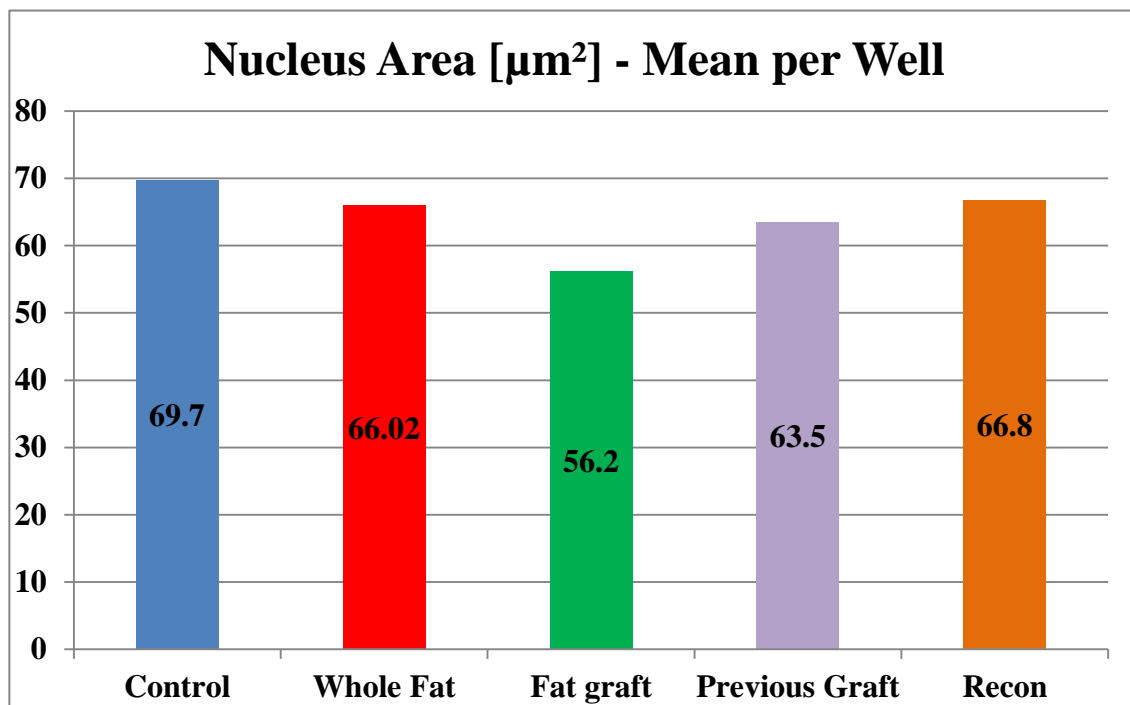 Nucleus Area [µm²] - Mean per Well
80
70
60
50
40
30
20
10
0
69.7
66.02
56.2
63.5
66.8
Control
Whole Fat
Fat graft
Previous Graft
Recon